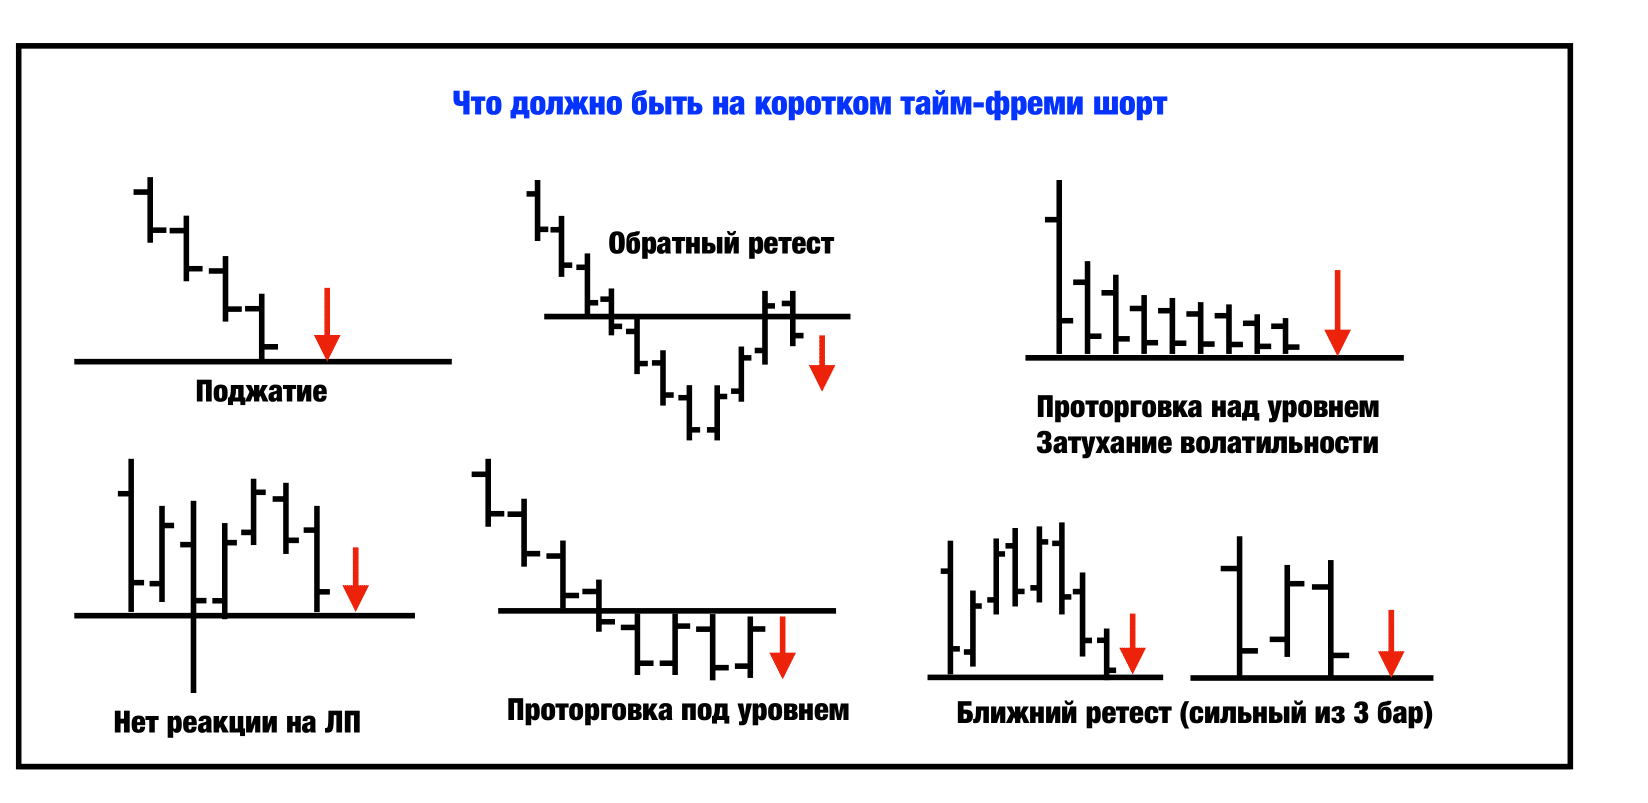 Что должно быть на коротком тайм-фреми шорт
Обратный ретест
Поджатие
Проторговка над уровнем
Затухание волатильности
Нет реакции на ЛП
Проторговка под уровнем
Ближний ретест (сильный из 3 бар)